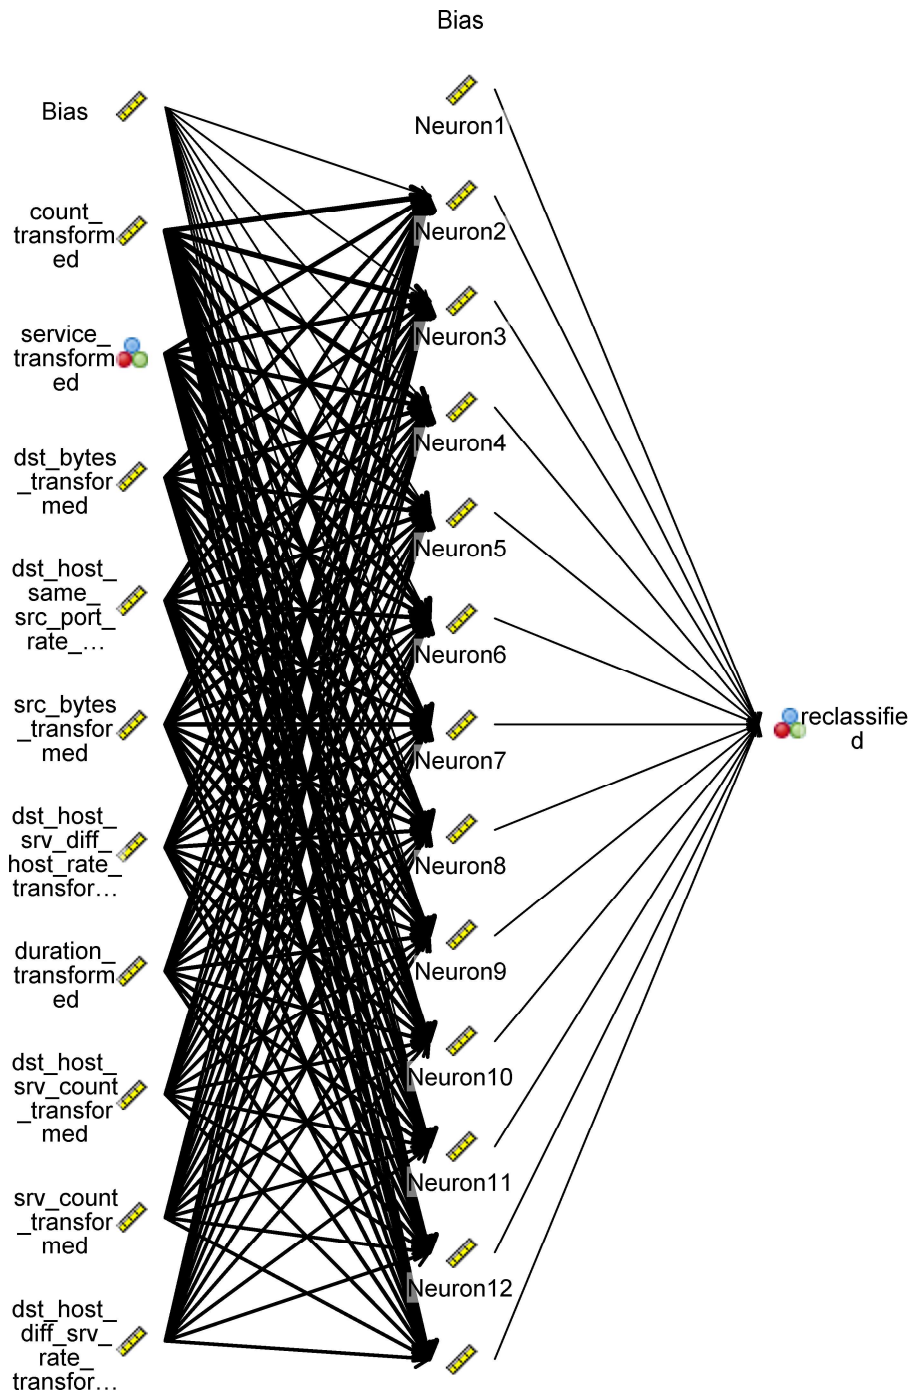 Bias
Bias
count_
transform
ed
service_
transform
ed
dst_bytes
_transfor
med
dst_host_
same_
src_port_
rate_…
src_bytes
_transfor
med
dst_host_
srv_diff_
host_rate_
transfor…
duration_
transform
ed
dst_host_
srv_count
_transfor
med
srv_count
_transfor
med
dst_host_
diff_srv_
rate_
transfor…
Neuron1
Neuron2
Neuron3
Neuron4
Neuron5
Neuron6
Neuron7
Neuron8
Neuron9
Neuron10
Neuron11
Neuron12
reclassifie
d